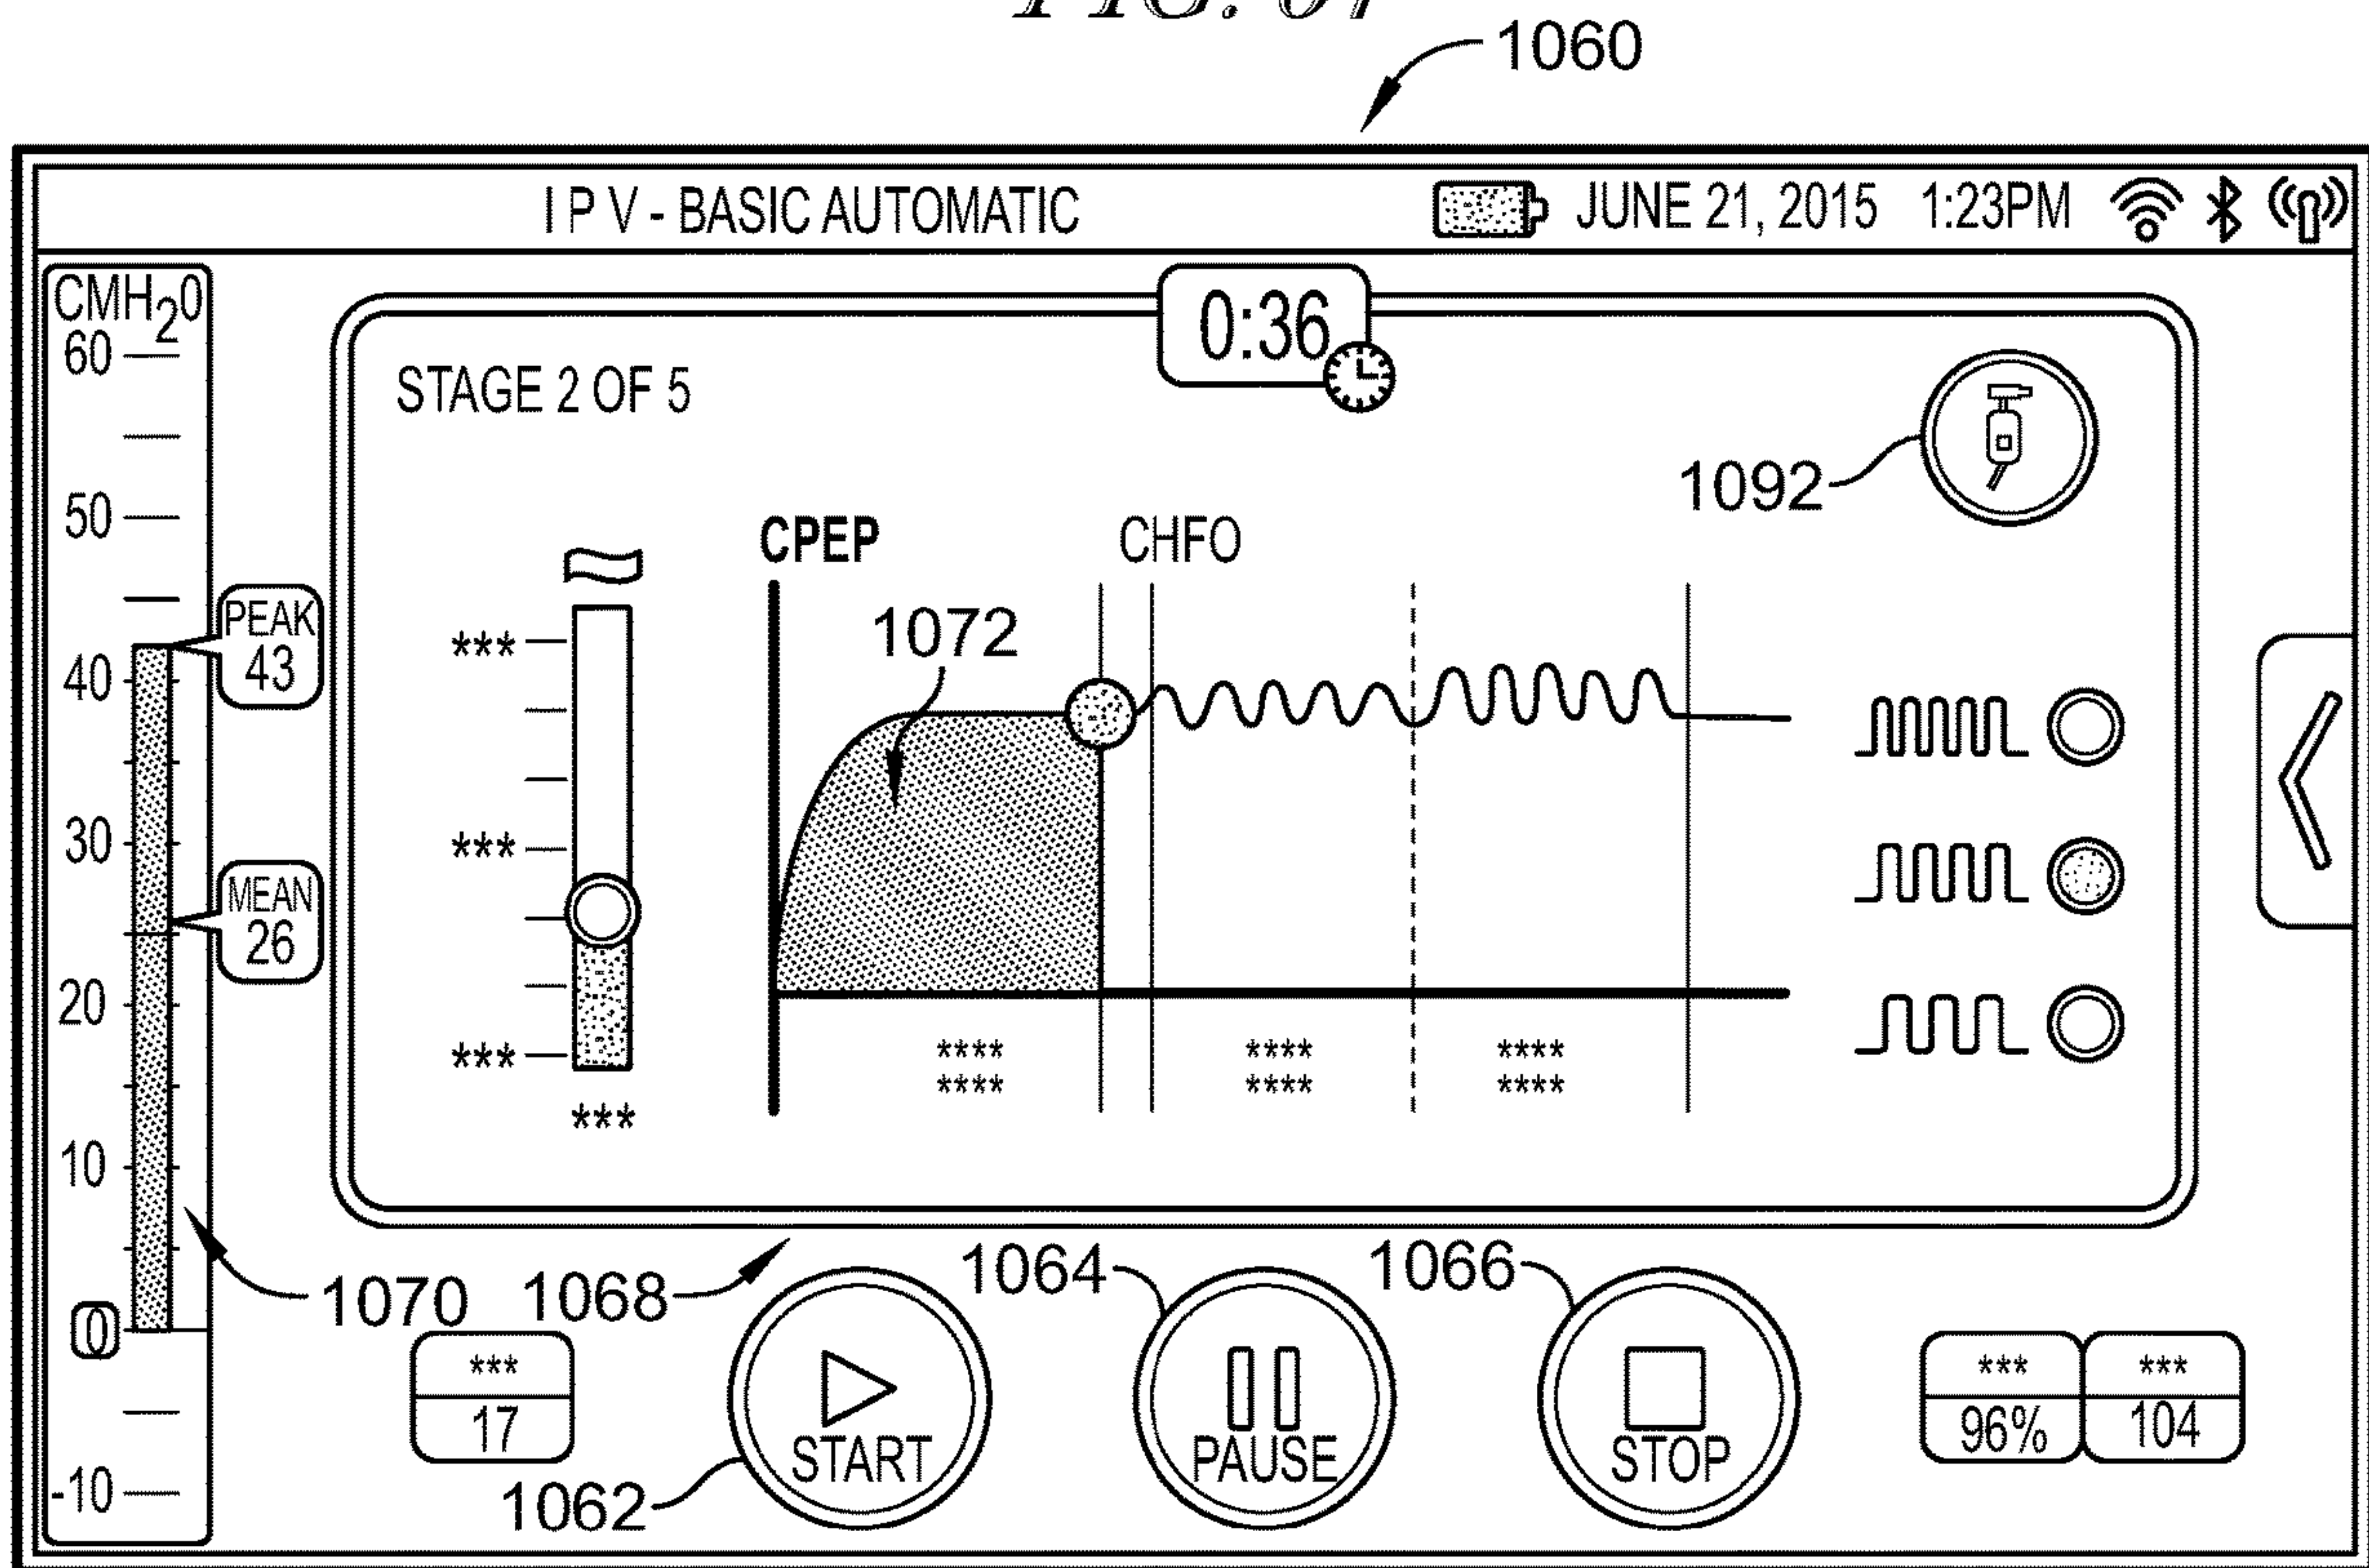 1060
I P V - BASIC AUTOMATIC
JUNE 21, 2015 1:23PM
CMH20
60
50
40
30
20
10
0
-10
PEAK
43
MEAN
26
0:36
STAGE 2 OF 5
1092
CPEP
CHFO
1072
***
***
***
***
**** **** ****
**** **** ****
1070
1068
1064
1066
1062
***
17
START
PAUSE
STOP
*** ***
96% 104